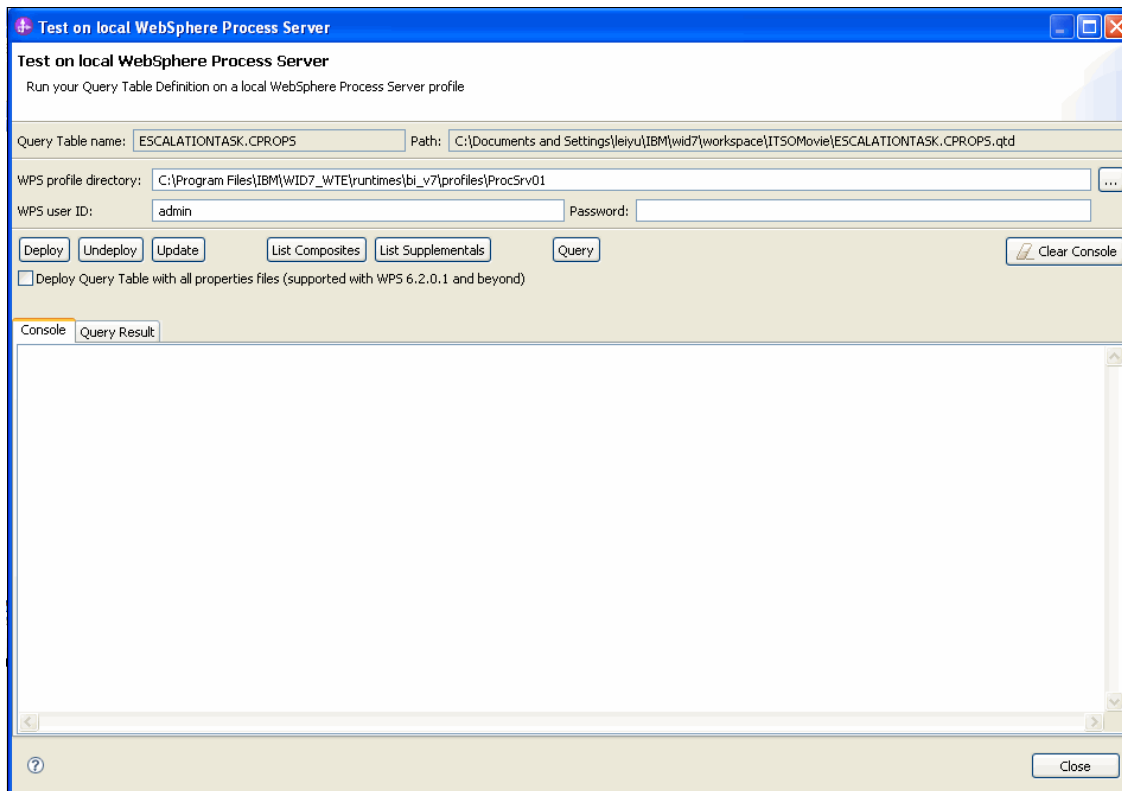 Test on local WebSphere Process Server
Test on local WebSphere Process Server
Run your Query Table Definition on a local WebSphere Process Server profile
Query Table name: ESCALATIONTASK.CPROPS Path: C:\Documents and Settings\leiyu\IBM\wid7\workspace\ITSOMovie\ESCALATIONTASK.CPROPS.qtd
WPS profile directory: C:\Program Files\IBM\WID7_WTE\runtimes\bi_v7\profiles\ProcSrv01 ...
WPS user ID: admin Password:
Deploy Undeploy Update List Composites List Supplementals Query Clear Console
Deploy Query Table with all properties files (supported with WPS 6.2.0.1 and beyond)
Console Query Result
? Close